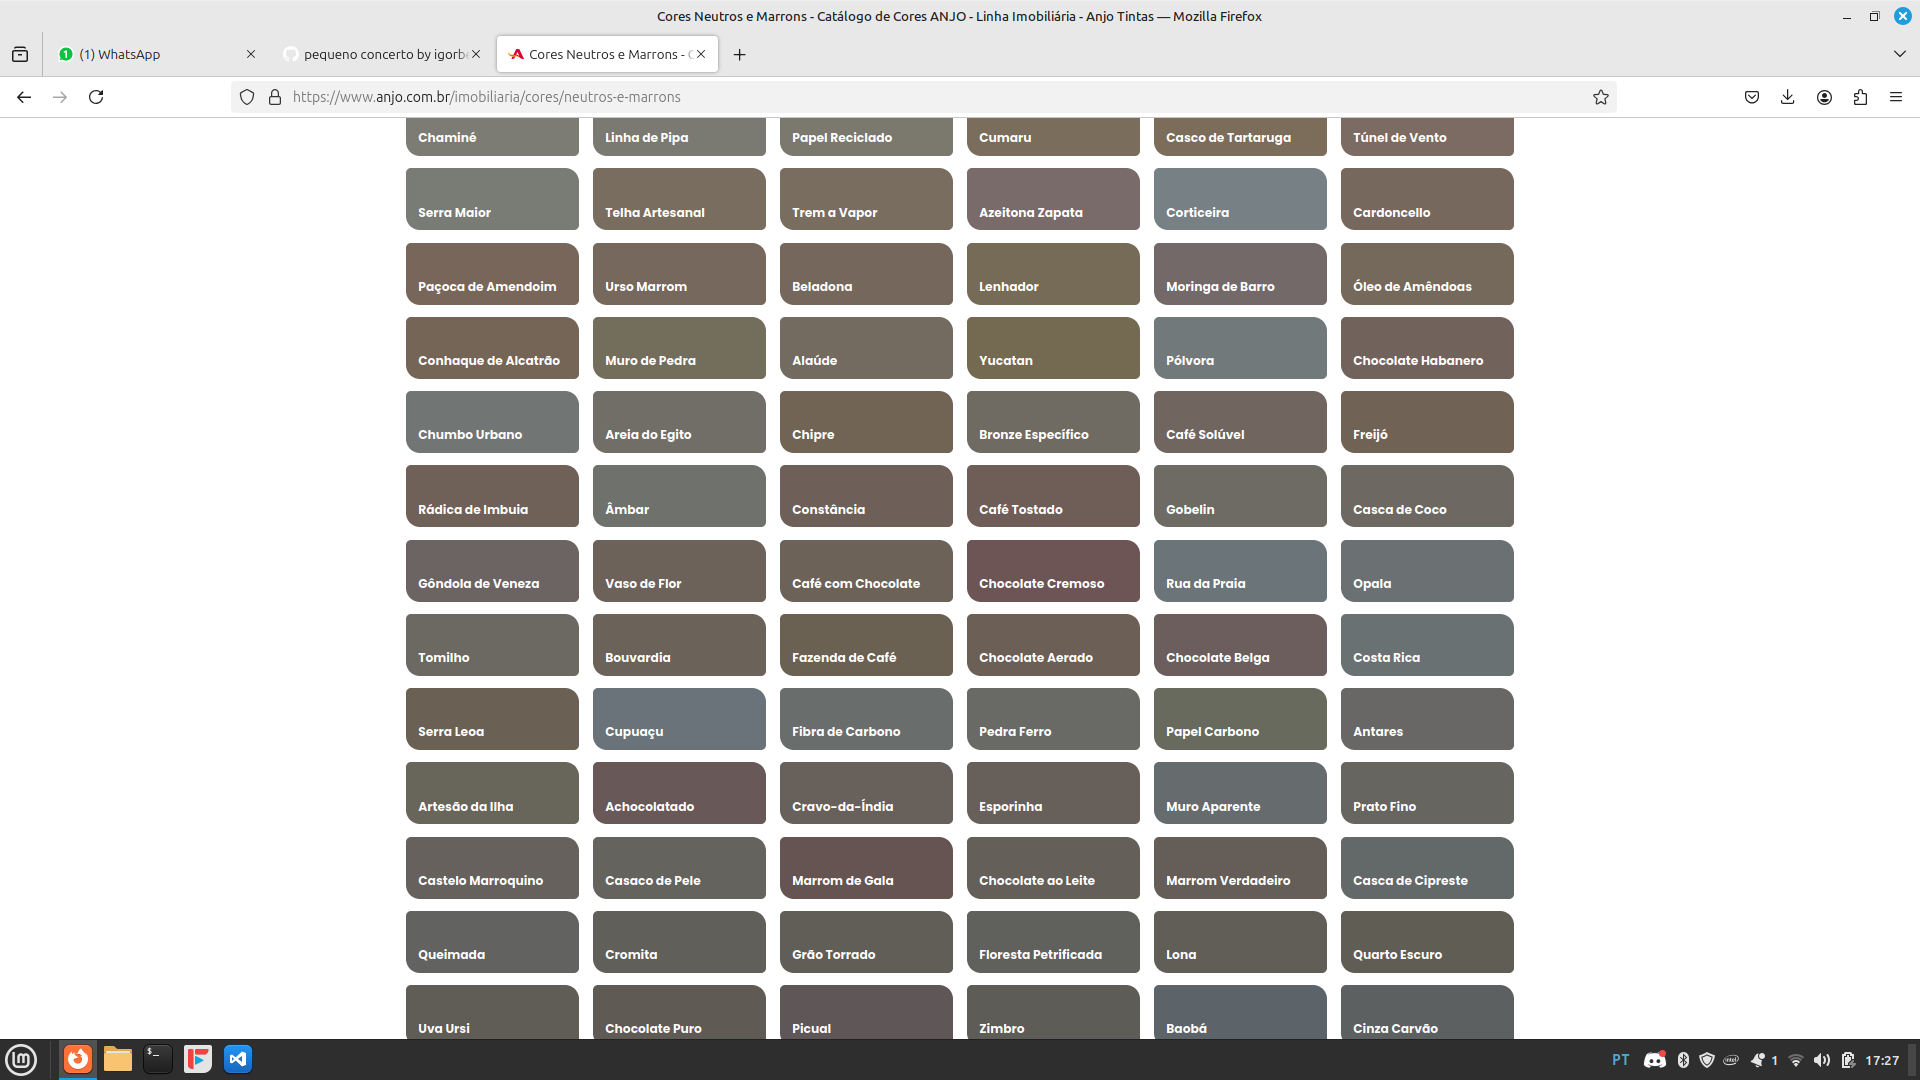 Cores Neutros e Marrons - Catálogo de Cores ANJO - Linha Imobiliária - Anjo Tintas — Mozilla Firefox
(1) WhatsApp
pequeno concerto by igorb
Cores Neutros e Marrons -
https://www.anjo.com.br/imobiliaria/cores/neutros-e-marrons
Chaminé Linha de Pipa Papel Reciclado Cumaru Casco de Tartaruga Túnel de Vento
Serra Maior Telha Artesanal Trem a Vapor Azeitona Zapata Corticeira Cardoncello
Paçoca de Amendoim Urso Marrom Beladona Lenhador Moringa de Barro Óleo de Amêndoas
Conhaque de Alcatrão Muro de Pedra Alaúde Yucatan Pólvora Chocolate Habanero
Chumbo Urbano Areia do Egito Chipre Bronze Específico Café Solúvel Freijó
Rádica de Imbuia Âmbar Constância Café Tostado Gobelin Casca de Coco
Gôndola de Veneza Vaso de Flor Café com Chocolate Chocolate Cremoso Rua da Praia Opala
Tomilho Bouvardia Fazenda de Café Chocolate Aerado Chocolate Belga Costa Rica
Serra Leoa Cupuaçu Fibra de Carbono Pedra Ferro Papel Carbono Antares
Artesão da Ilha Achocolatado Cravo-da-Índia Esporinha Muro Aparente Prato Fino
Castelo Marroquino Casaco de Pele Marrom de Gala Chocolate ao Leite Marrom Verdadeiro Casca de Cipreste
Queimada Cromita Grão Torrado Floresta Petrificada Lona Quarto Escuro
Uva Ursi Chocolate Puro Picual Zimbro Baobá Cinza Carvão
PT 1 17:27